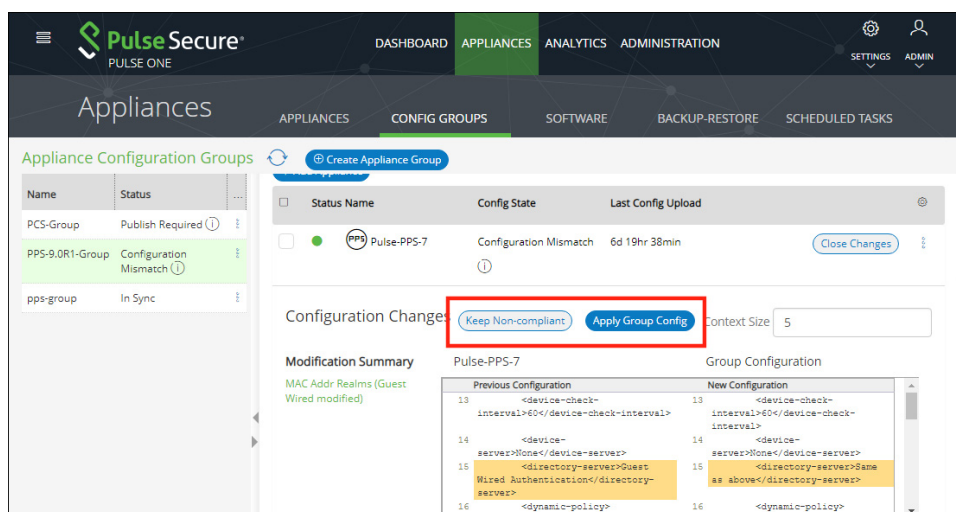 Pulse Secure®
PULSE ONE
DASHBOARD APPLIANCES ANALYTICS ADMINISTRATION
SETTINGS ADMIN
Appliances
APPLIANCES CONFIG GROUPS SOFTWARE BACKUP-RESTORE SCHEDULED TASKS
Appliance Configuration Groups
Create Appliance Group
Name Status ...
PCS-Group Publish Required
PPS-9.0R1-Group Configuration
Mismatch
pps-group In Sync
Status Name Config State Last Config Upload
PPS Pulse-PPS-7 Configuration Mismatch 6d 19hr 38min Close Changes
Configuration Changes Keep Non-compliant Apply Group Config Context Size 5
Modification Summary Pulse-PPS-7 Group Configuration
MAC Addr Realms (Guest
Wired modified)
Previous Configuration New Configuration
13 <device-check- 13 <device-check-
interval>60</device-check-interval> interval>60</device-check-
interval>
14 <device- 14 <device-
server>None</device-server> server>None</device-server>
15 <directory-server>Guest 15 <directory-server>Same
Wired Authentication</directory- as above</directory-server>
server>
16 <dynamic-policy> 16 <dynamic-policy>